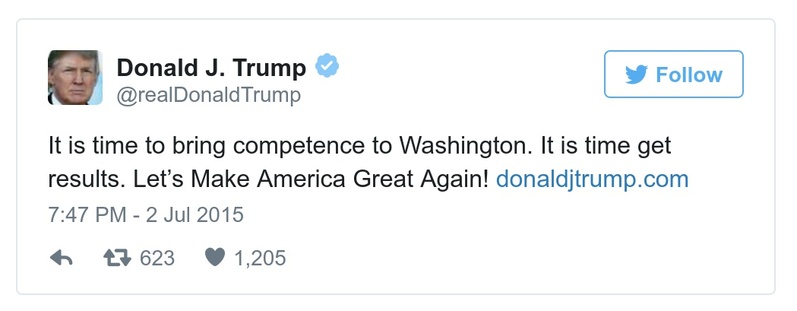 Donald J. Trump
@realDonaldTrump
Follow
It is time to bring competence to Washington. It is time get
results. Let’s Make America Great Again! donaldjtrump.com
7:47 PM - 2 Jul 2015
623 1,205